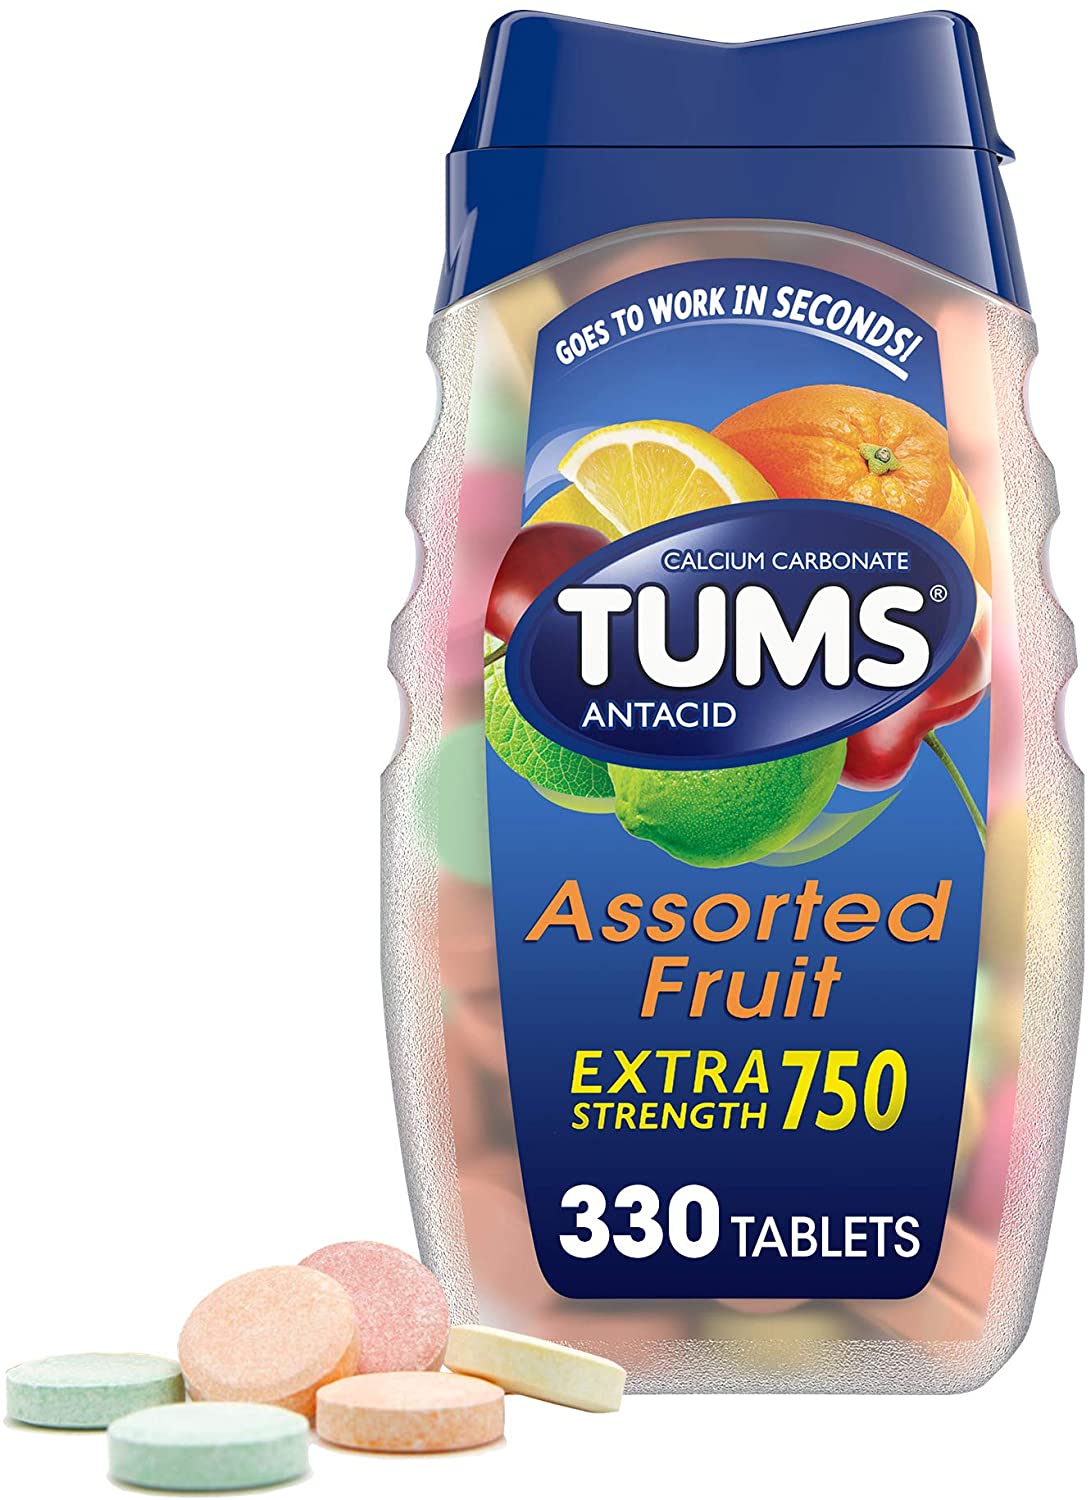 GOES TO WORK IN SECONDS!
CALCIUM CARBONATE
TUMS®
ANTACID
Assorted
Fruit
EXTRA
STRENGTH 750
330 TABLETS